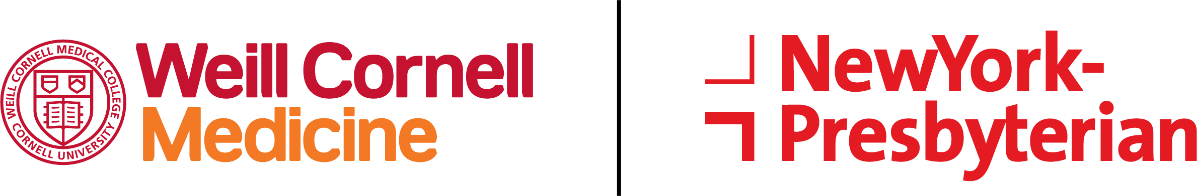 WEILL CORNELL MEDICAL COLLEGE
CORNELL UNIVERSITY
Weill Cornell
Medicine
NewYork-
Presbyterian